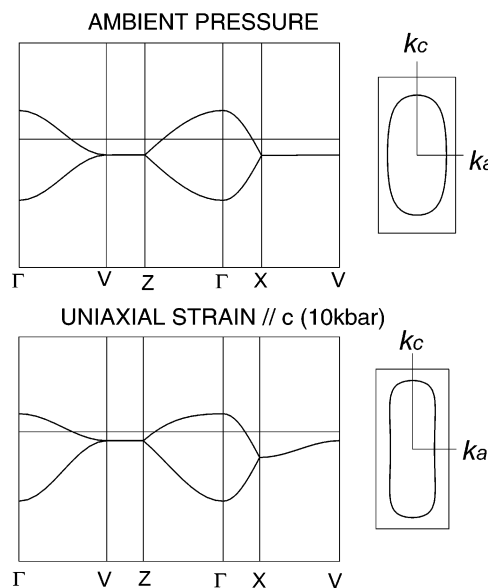 AMBIENT PRESSURE
kc
ka
Γ V Z Γ X V
UNIAXIAL STRAIN // c (10kbar)
kc
ka
Γ V Z Γ X V